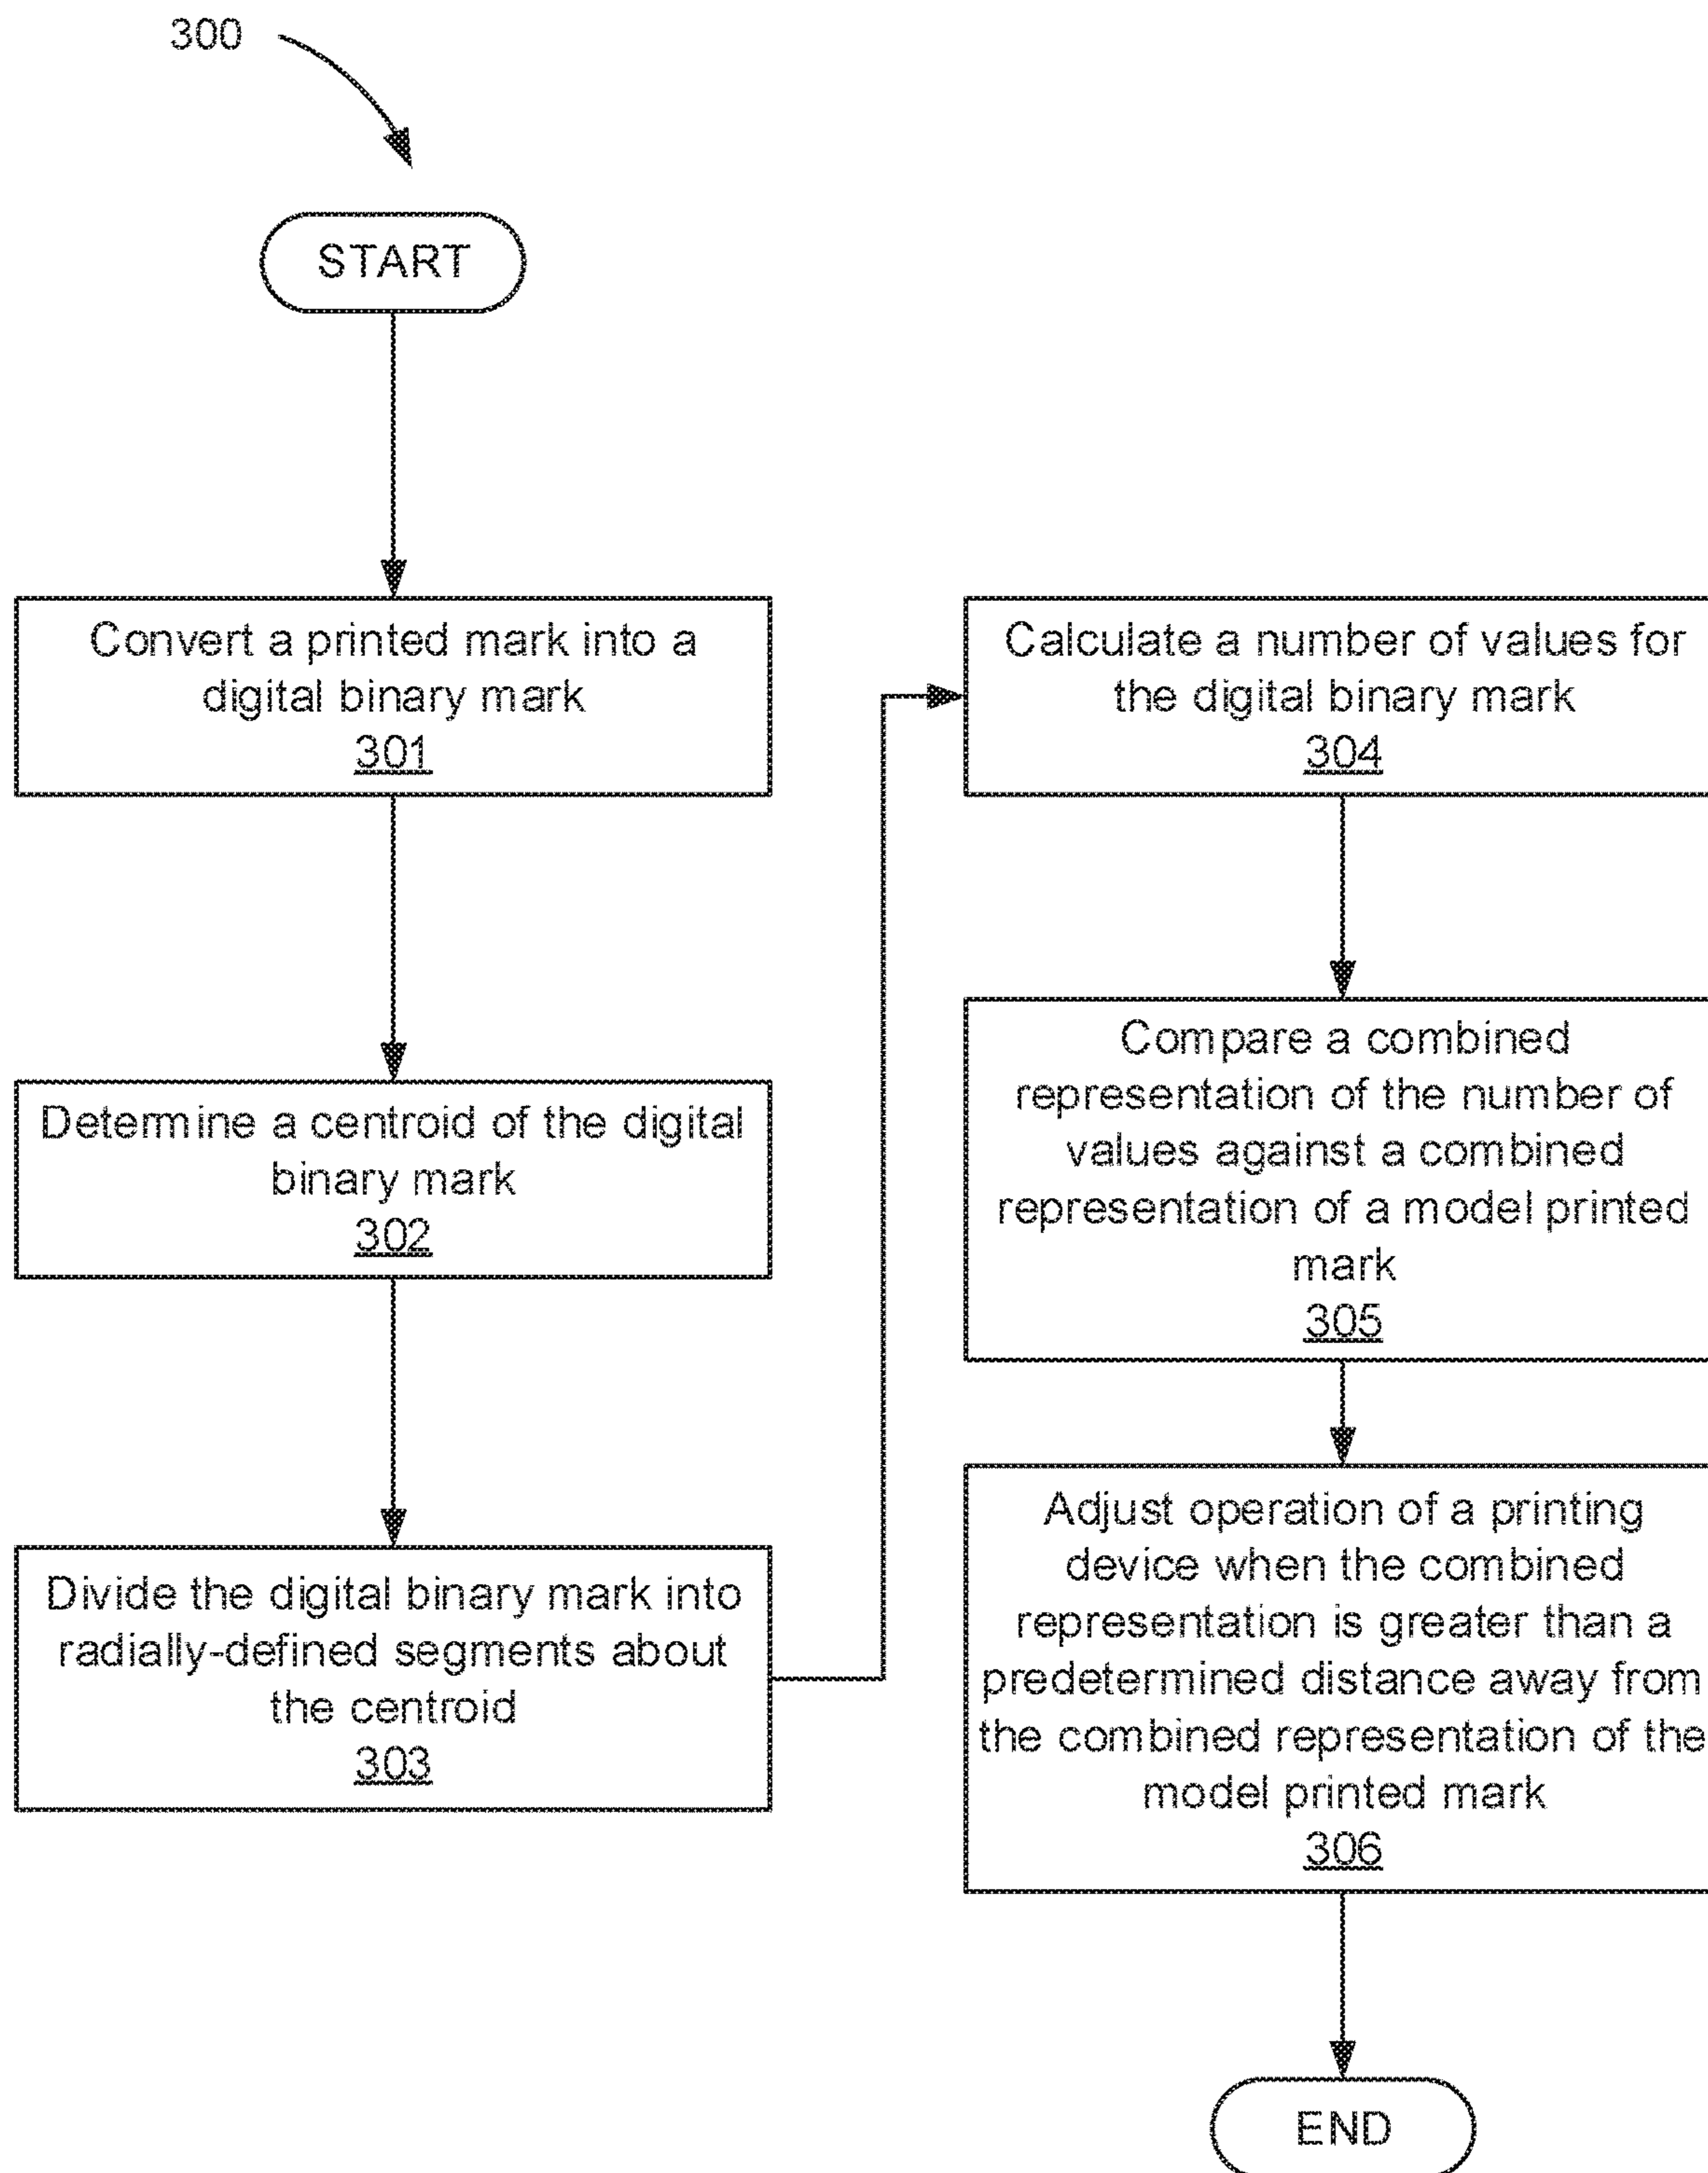 300
START
Convert a printed mark into a
digital binary mark
301
Determine a centroid of the digital
binary mark
302
Divide the digital binary mark into
radially-defined segments about
the centroid
303
Calculate a number of values for
the digital binary mark
304
Compare a combined
representation of the number of
values against a combined
representation of a model printed
mark
305
Adjust operation of a printing
device when the combined
representation is greater than a
predetermined distance away from
the combined representation of the
model printed mark
306
END